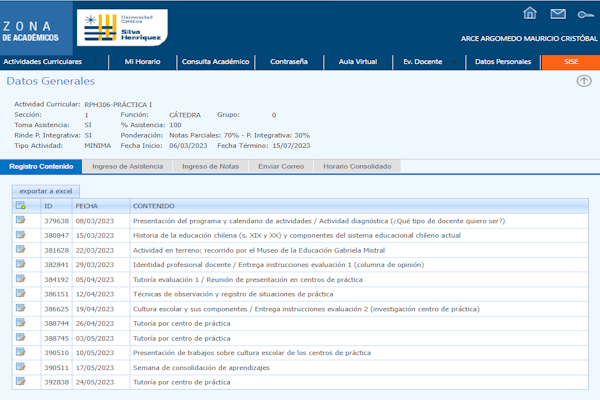 ZONA
DE ACADÉMICOS
Universidad
Católica
Silva
Henríquez
ARCE ARGOMEDO MAURICIO CRISTÓBAL
Actividades Curriculares Mi Horario Consulta Académico Contraseña Aula Virtual Ev. Docente Datos Personales SISE
Datos Generales
Actividad Curricular: RPH306-PRÁCTICA I
Sección: 1 Función: CÁTEDRA Grupo: 0
Toma Asistencia: SI % Asistencia: 100
Rinde P. Integrativa: SI Ponderación: Notas Parciales: 70% - P. Integrativa: 30%
Tipo Actividad: MINIMA Fecha Inicio: 06/03/2023 Fecha Término: 15/07/2023
Registro Contenido Ingreso de Asistencia Ingreso de Notas Enviar Correo Horario Consolidado
exportar a excel
ID FECHA CONTENIDO
379638 08/03/2023 Presentación del programa y calendario de actividades / Actividad diagnóstica (¿Qué tipo de docente quiero ser?)
380847 15/03/2023 Historia de la educación chilena (s. XIX y XX) y componentes del sistema educacional chileno actual
381628 22/03/2023 Actividad en terreno: recorrido por el Museo de la Educación Gabriela Mistral
382841 29/03/2023 Identidad profesional docente / Entrega instrucciones evaluación 1 (columna de opinión)
384192 05/04/2023 Tutoría evaluación 1 / Reunión de presentación en centros de práctica
386151 12/04/2023 Técnicas de observación y registro de situaciones de práctica
386625 19/04/2023 Cultura escolar y sus componentes / Entrega instrucciones evaluación 2 (investigación centro de práctica)
388744 26/04/2023 Tutoría por centro de práctica
388745 03/05/2023 Tutoría por centro de práctica
390510 10/05/2023 Presentación de trabajos sobre cultura escolar de los centros de práctica
390511 17/05/2023 Semana de consolidación de aprendizajes
392838 24/05/2023 Tutoría por centro de práctica